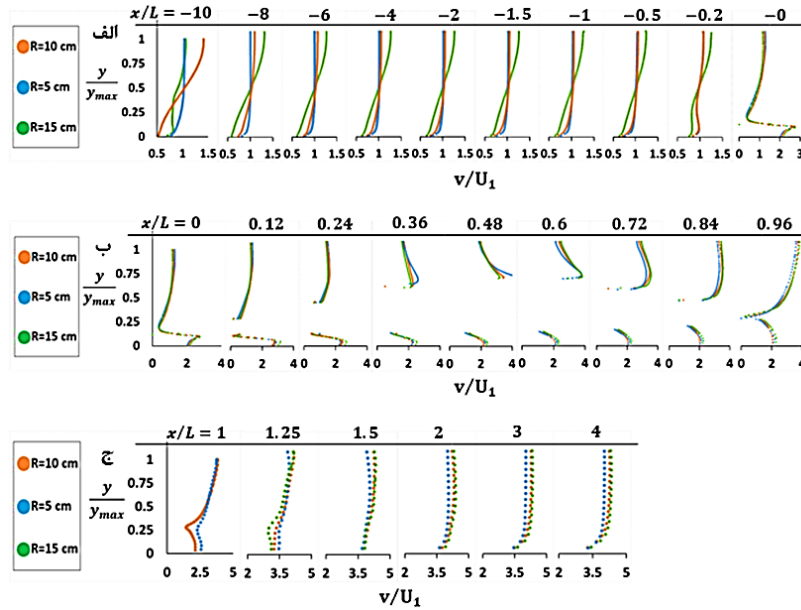 x/L = −10 −8 −6 −4 −2 −1.5 −1 −0.5 −0.2 −0
الف
R=10 cm
R=5 cm
R=15 cm
y/y_max
1
0.75
0.5
0.25
0
0.5 1 1.5 0.5 1 1.5 0.5 1 1.5 0.5 1 1.5 0.5 1 1.5 0.5 1 1.5 0.5 1 1.5 0.5 1 1.5 0.5 1 1.5 0 1 2 3
v/U₁
x/L = 0 0.12 0.24 0.36 0.48 0.6 0.72 0.84 0.96
ب
R=10 cm
R=5 cm
R=15 cm
y/y_max
1
0.75
0.5
0.25
0
0 2 4 0 2 4 0 2 4 0 2 4 0 2 4 0 2 4 0 2 4 0 2 4 0 2 4
v/U₁
x/L = 1 1.25 1.5 2 3 4
ج
R=10 cm
R=5 cm
R=15 cm
y/y_max
1
0.75
0.5
0.25
0
0 2.5 5 2 3.5 5 2 3.5 5 2 3.5 5 2 3.5 5 2 3.5 5
v/U₁